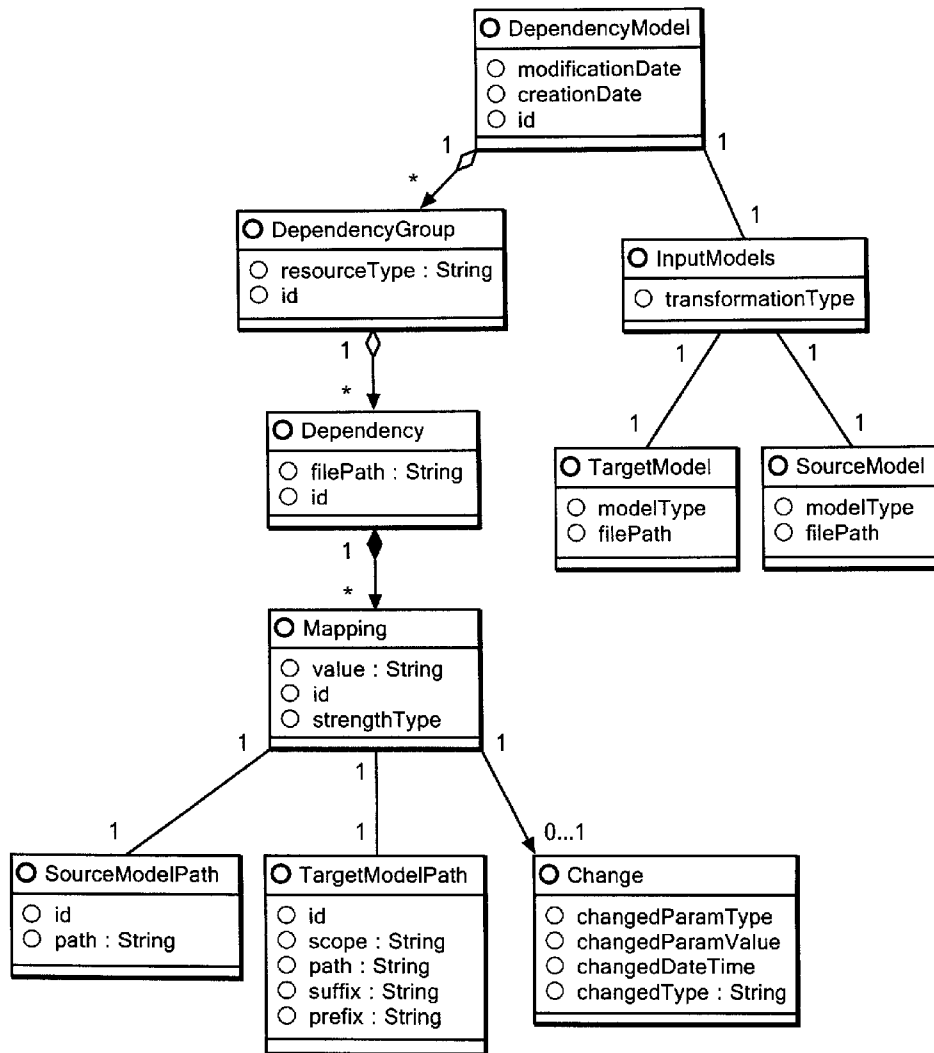 DependencyModel
modificationDate
creationDate
id
1
1
*
1
DependencyGroup
resourceType : String
id
InputModels
transformationType
1
1
1
*
1
1
Dependency
filePath : String
id
TargetModel
modelType
filePath
SourceModel
modelType
filePath
1
*
Mapping
value : String
id
strengthType
1
1
1
1
1
0...1
SourceModelPath
id
path : String
TargetModelPath
id
scope : String
path : String
suffix : String
prefix : String
Change
changedParamType
changedParamValue
changedDateTime
changedType : String